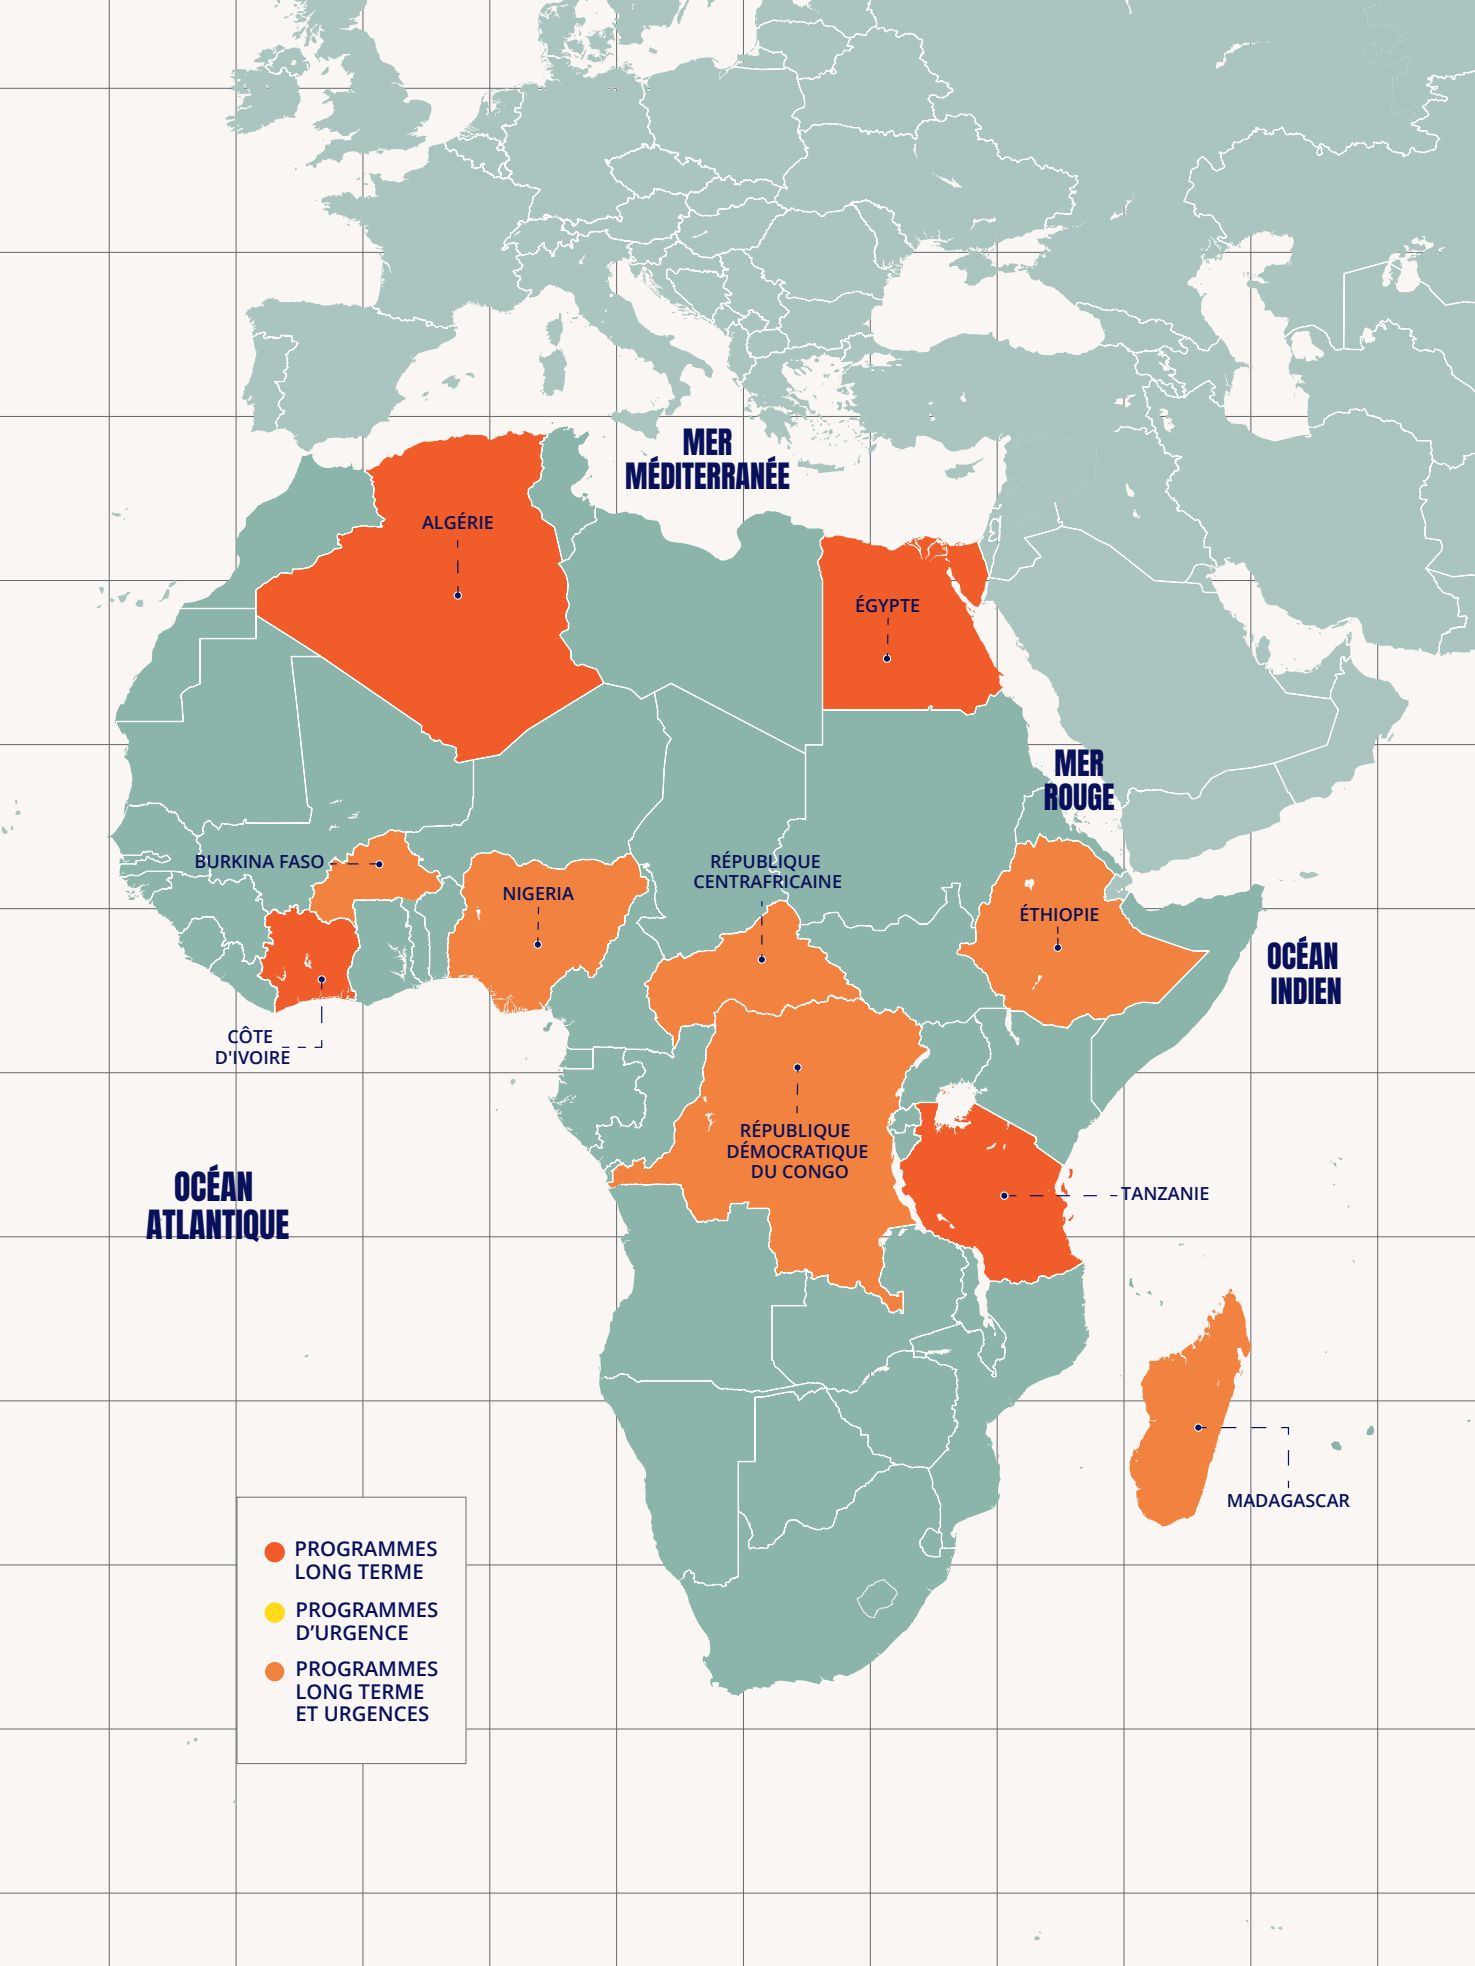 MER
MÉDITERRANÉE
ALGÉRIE
ÉGYPTE
MER
ROUGE
BURKINA FASO
RÉPUBLIQUE
CENTRAFRICAINE
NIGERIA
ÉTHIOPIE
OCÉAN
INDIEN
CÔTE
D'IVOIRE
RÉPUBLIQUE
DÉMOCRATIQUE
DU CONGO
OCÉAN
ATLANTIQUE
TANZANIE
MADAGASCAR
PROGRAMMES
LONG TERME
PROGRAMMES
D’URGENCE
PROGRAMMES
LONG TERME
ET URGENCES